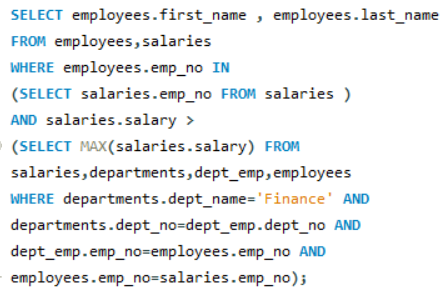 SELECT employees.first_name , employees.last_name
FROM employees,salaries
WHERE employees.emp_no IN
(SELECT salaries.emp_no FROM salaries )
AND salaries.salary >
(SELECT MAX(salaries.salary) FROM
salaries,departments,dept_emp,employees
WHERE departments.dept_name='Finance' AND
departments.dept_no=dept_emp.dept_no AND
dept_emp.emp_no=employees.emp_no AND
employees.emp_no=salaries.emp_no);